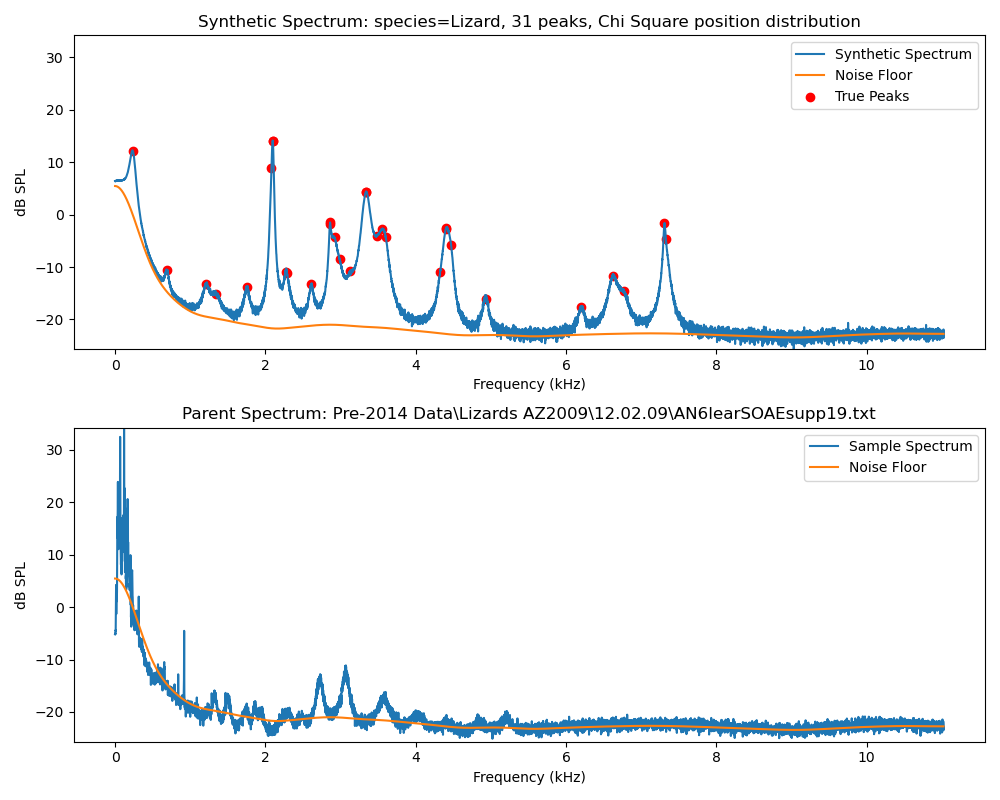 Synthetic Spectrum: species=Lizard, 31 peaks, Chi Square position distribution
30
20
10
0
−10
−20
dB SPL
Synthetic Spectrum
Noise Floor
True Peaks
0 2 4 6 8 10
Frequency (kHz)
Parent Spectrum: Pre-2014 Data\Lizards AZ2009\12.02.09\AN6learSOAEsupp19.txt
30
20
10
0
−10
−20
dB SPL
Sample Spectrum
Noise Floor
0 2 4 6 8 10
Frequency (kHz)